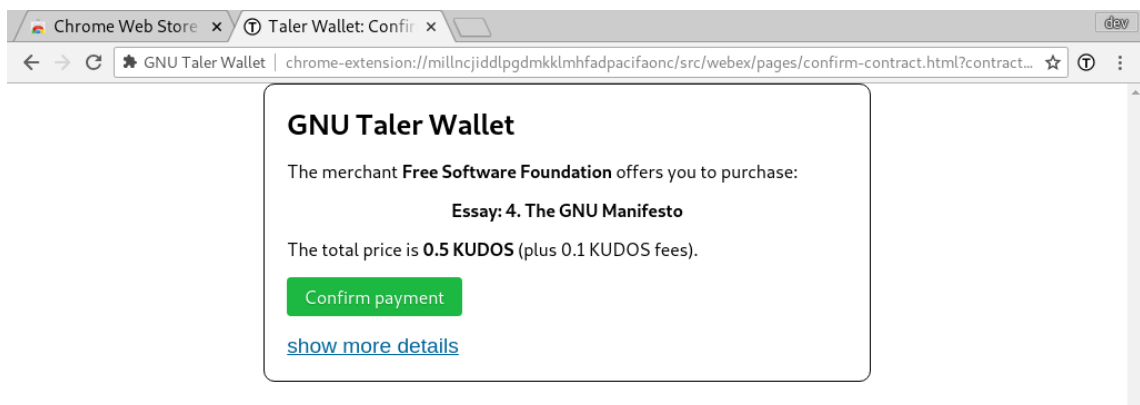 Chrome Web Store
Taler Wallet: Confir
dev
GNU Taler Wallet
chrome-extension://millncjiddlpgdmkklmhfadpacifaonc/src/webex/pages/confirm-contract.html?contract...
GNU Taler Wallet
The merchant Free Software Foundation offers you to purchase:
Essay: 4. The GNU Manifesto
The total price is 0.5 KUDOS (plus 0.1 KUDOS fees).
Confirm payment
show more details